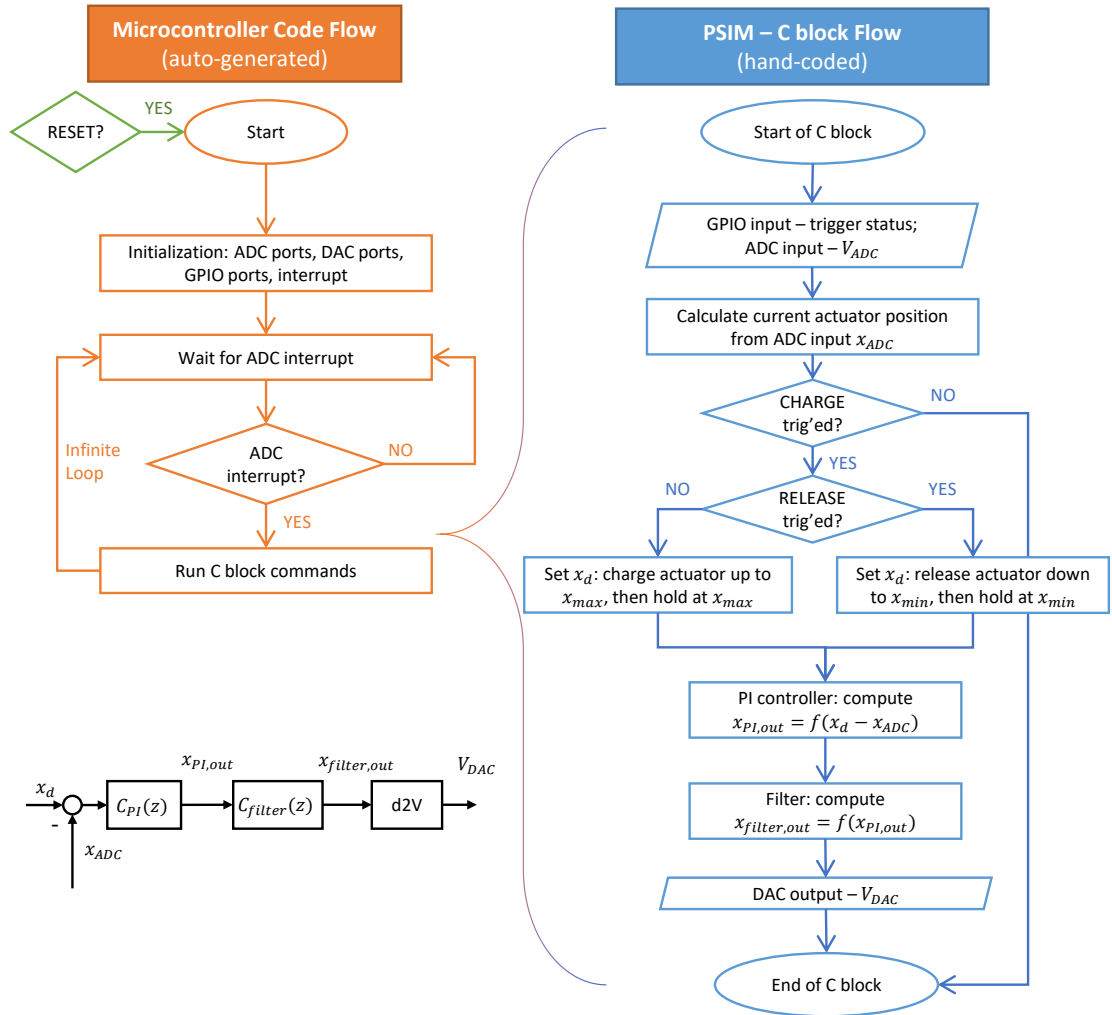 Microcontroller Code Flow
(auto-generated)
RESET?
YES
Start
Initialization: ADC ports, DAC ports,
GPIO ports, interrupt
Wait for ADC interrupt
Infinite
Loop
ADC
interrupt?
NO
YES
Run C block commands
x_d
-
x_ADC
C_PI(z)
x_PI,out
C_filter(z)
x_filter,out
d2V
V_DAC
PSIM – C block Flow
(hand-coded)
Start of C block
GPIO input – trigger status;
ADC input – V_ADC
Calculate current actuator position
from ADC input x_ADC
CHARGE
trig'ed?
NO
YES
RELEASE
trig'ed?
NO
YES
Set x_d: charge actuator up to
x_max, then hold at x_max
Set x_d: release actuator down
to x_min, then hold at x_min
PI controller: compute
x_PI,out = f(x_d − x_ADC)
Filter: compute
x_filter,out = f(x_PI,out)
DAC output – V_DAC
End of C block